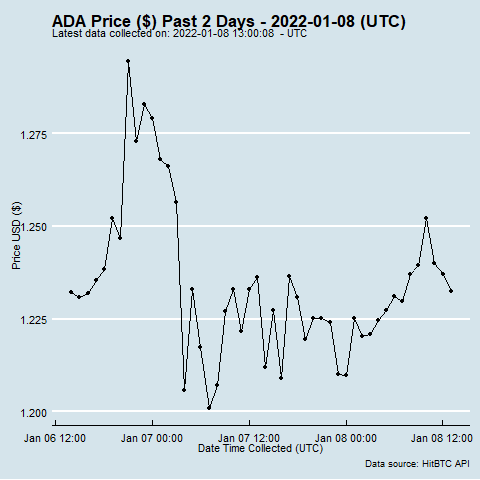 ADA Price ($) Past 2 Days - 2022-01-08 (UTC)
Latest data collected on: 2022-01-08 13:00:08  - UTC
1.275
1.250
1.225
1.200
Price USD ($)
Jan 06 12:00
Jan 07 00:00
Jan 07 12:00
Jan 08 00:00
Jan 08 12:00
Date Time Collected (UTC)
Data source: HitBTC API